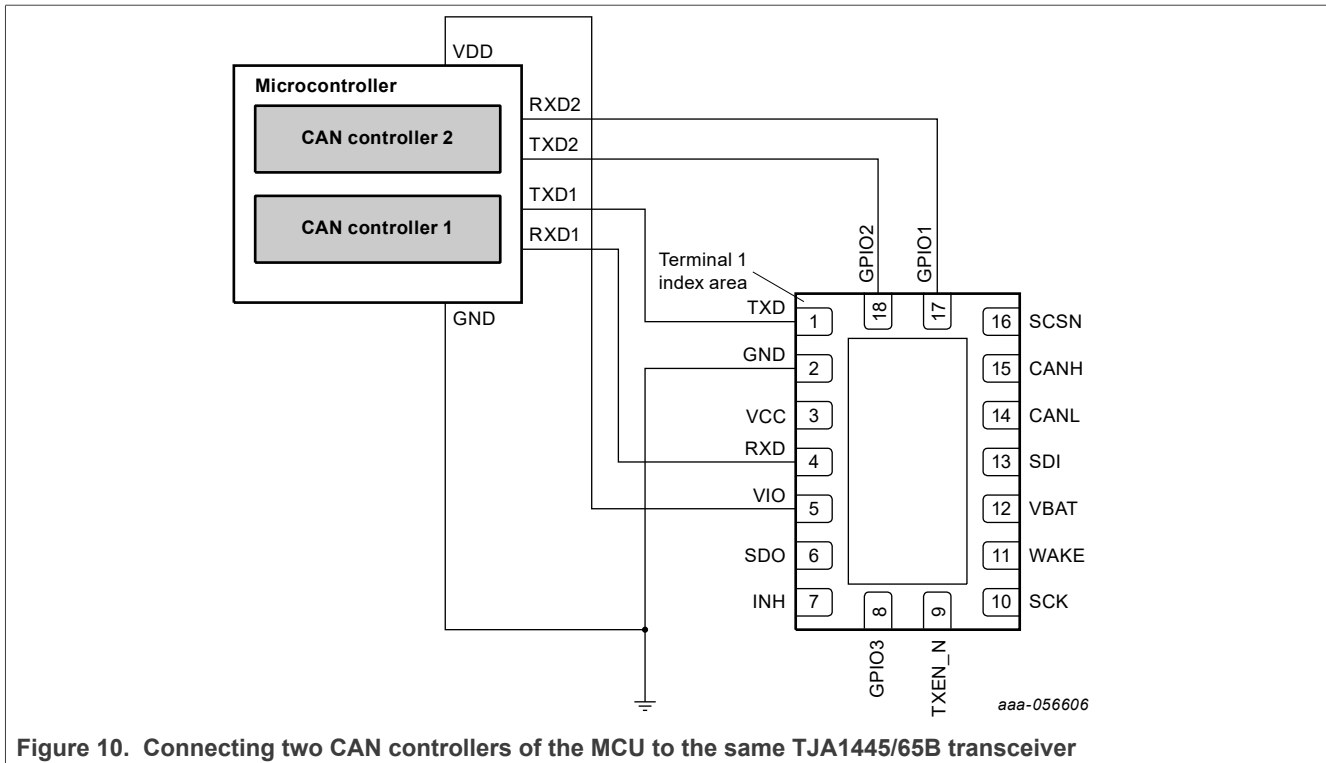 VDD
Microcontroller
CAN controller 2
CAN controller 1
RXD2
TXD2
TXD1
RXD1
GND
Terminal 1
index area
GPIO2
GPIO1
18
17
TXD
1
GND
2
VCC
3
RXD
4
VIO
5
SDO
6
INH
7
16
SCSN
15
CANH
14
CANL
13
SDI
12
VBAT
11
WAKE
10
SCK
8
9
GPIO3
TXEN_N
aaa-056606
Figure 10. Connecting two CAN controllers of the MCU to the same TJA1445/65B transceiver